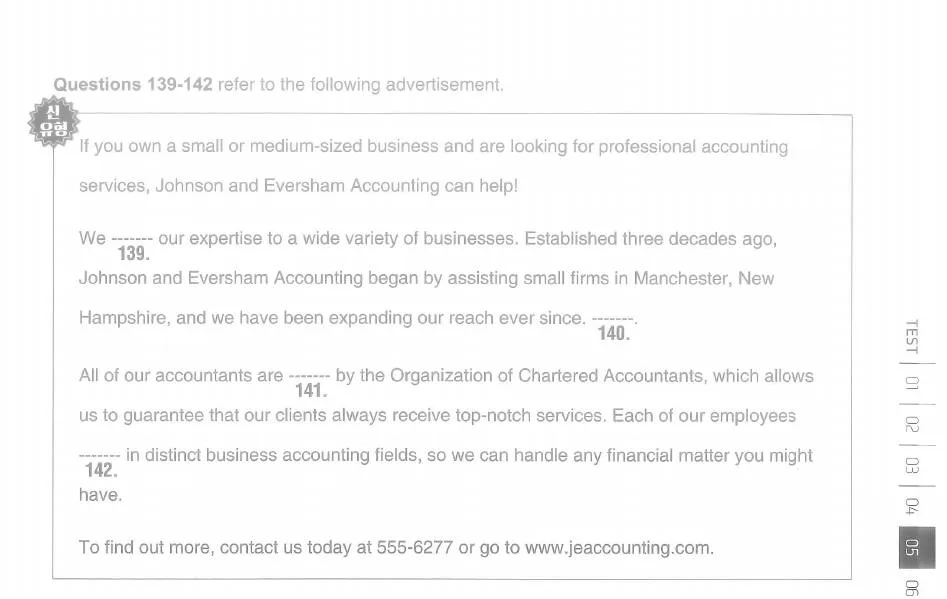 Questions 139-142 refer to the following advertisement.
신
유형
If you own a small or medium-sized business and are looking for professional accounting
services, Johnson and Eversham Accounting can help!
We ------- our expertise to a wide variety of businesses. Established three decades ago,
139.
Johnson and Eversham Accounting began by assisting small firms in Manchester, New
Hampshire, and we have been expanding our reach ever since. -------.
140.
All of our accountants are ------- by the Organization of Chartered Accountants, which allows
141.
us to guarantee that our clients always receive top-notch services. Each of our employees
------- in distinct business accounting fields, so we can handle any financial matter you might
142.
have.
To find out more, contact us today at 555-6277 or go to www.jeaccounting.com.
TEST
01
02
03
04
05
06